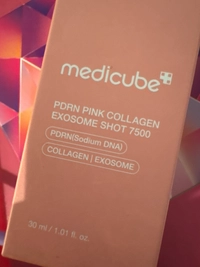 medicube
PDRN PINK COLLAGEN
EXOSOME SHOT 7500
PDRN(Sodium DNA)
COLLAGEN | EXOSOME
30 ml / 1.01 fl. oz.